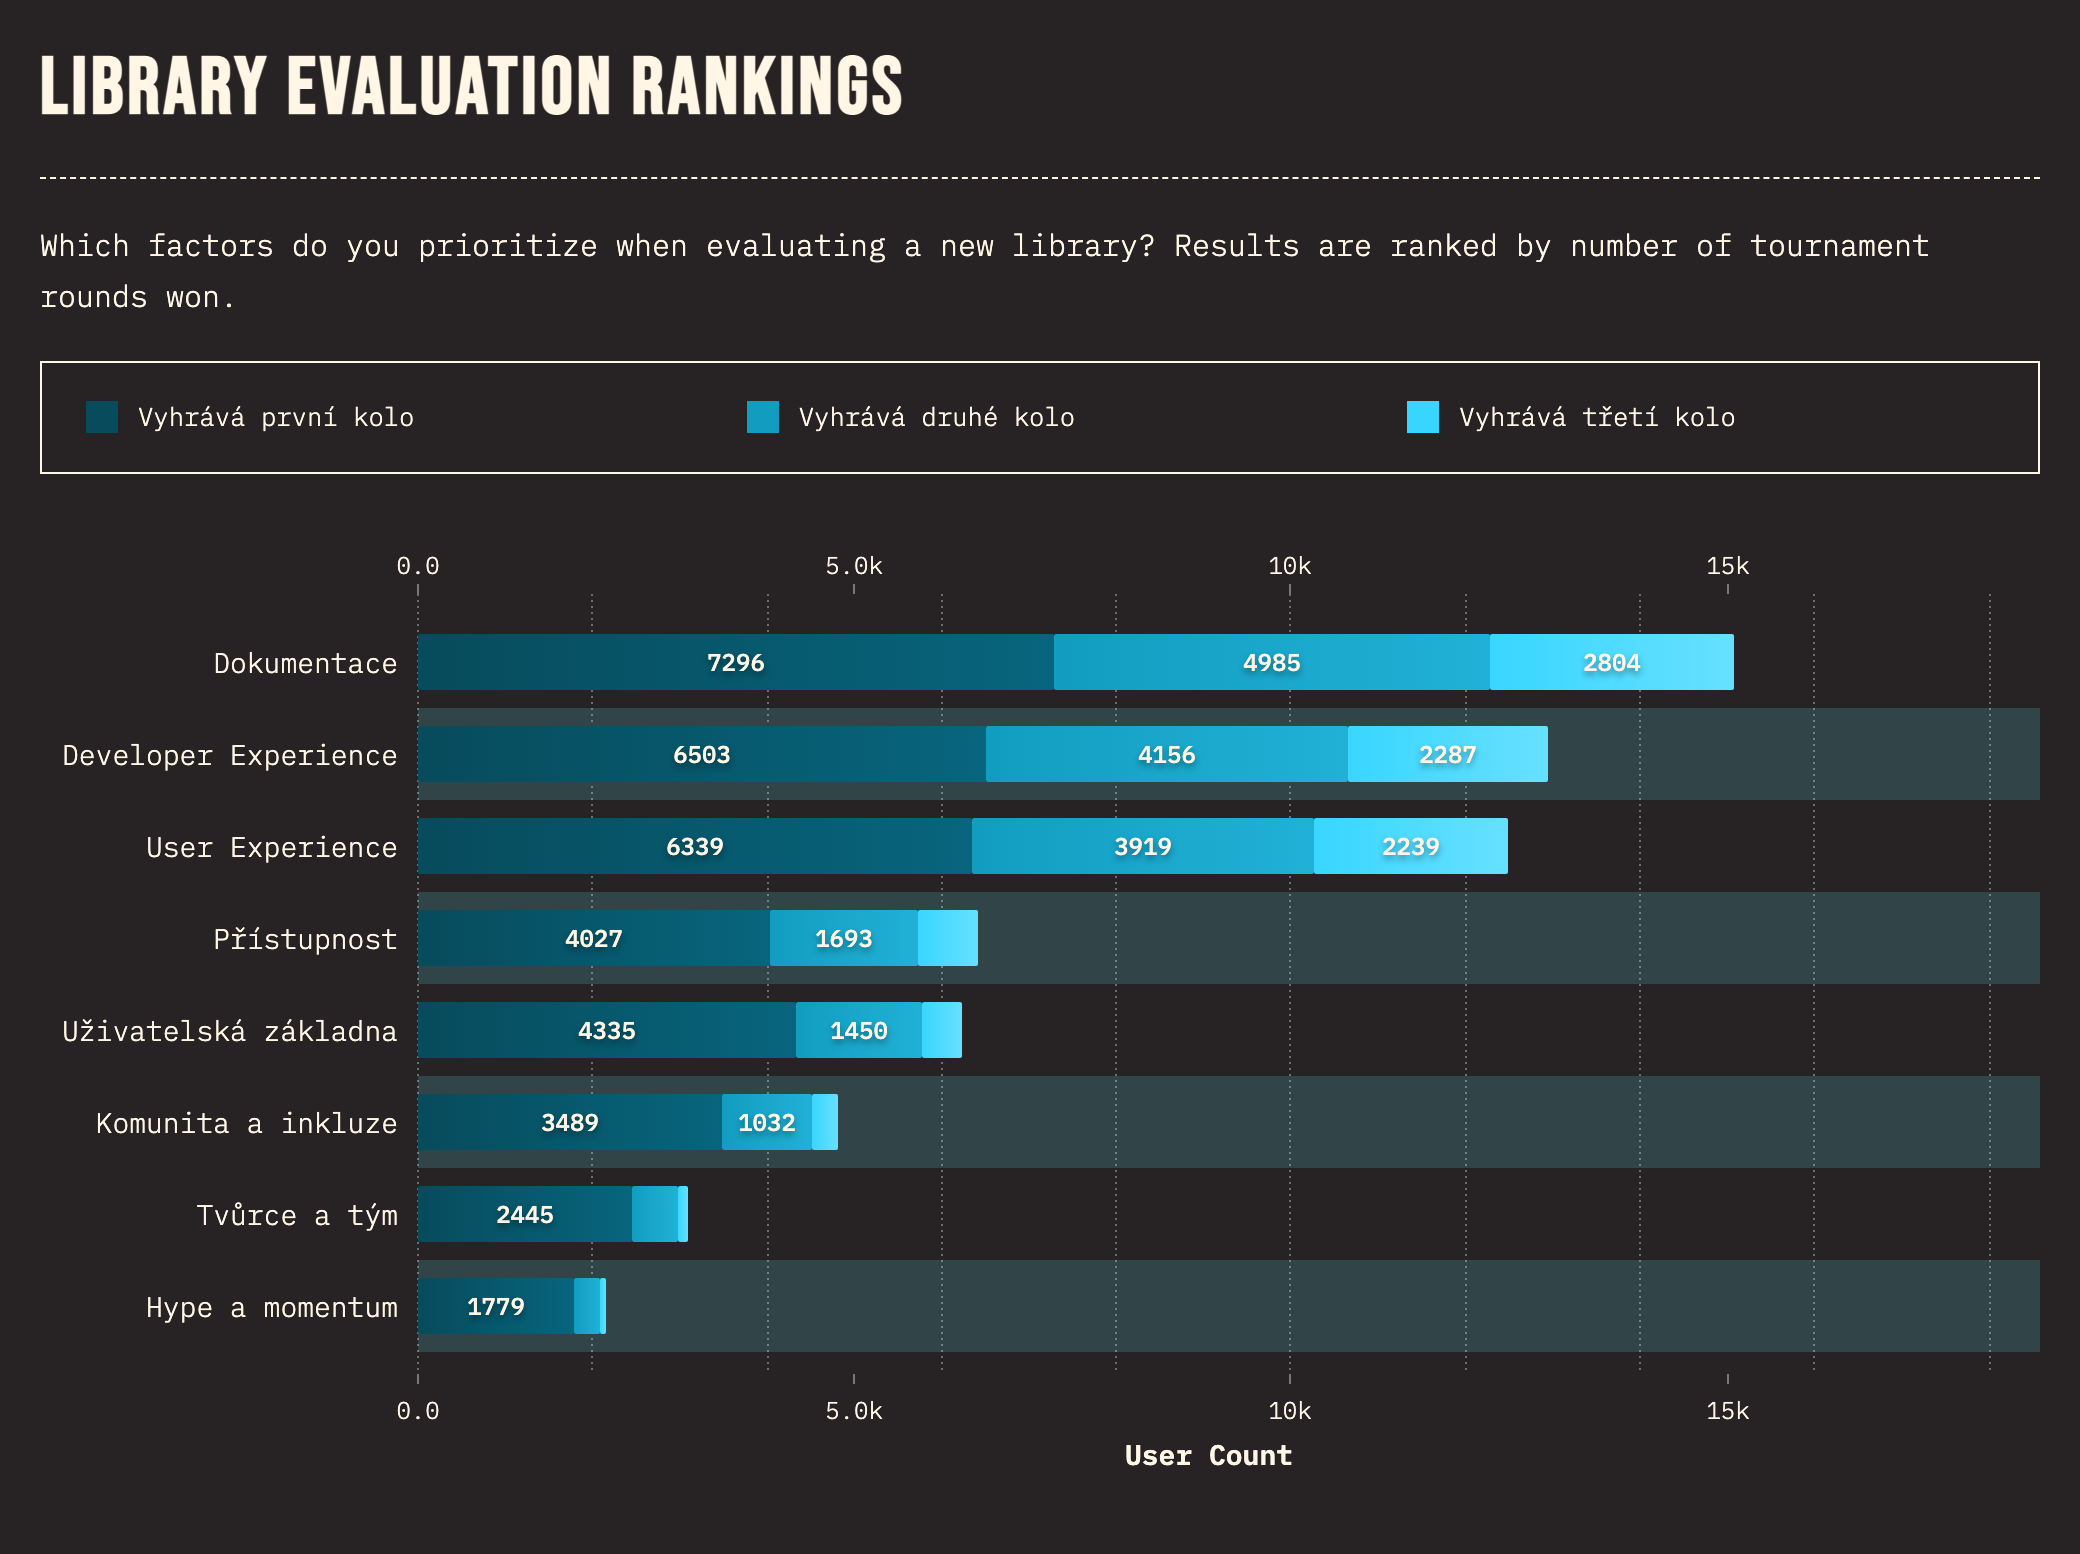 LIBRARY EVALUATION RANKINGS
Which factors do you prioritize when evaluating a new library? Results are ranked by number of tournament
rounds won.
Vyhrává první kolo
Vyhrává druhé kolo
Vyhrává třetí kolo
0.0 5.0k 10k 15k
Dokumentace 7296 4985 2804
Developer Experience 6503 4156 2287
User Experience 6339 3919 2239
Přístupnost 4027 1693
Uživatelská základna 4335 1450
Komunita a inkluze 3489 1032
Tvůrce a tým 2445
Hype a momentum 1779
0.0 5.0k 10k 15k
User Count